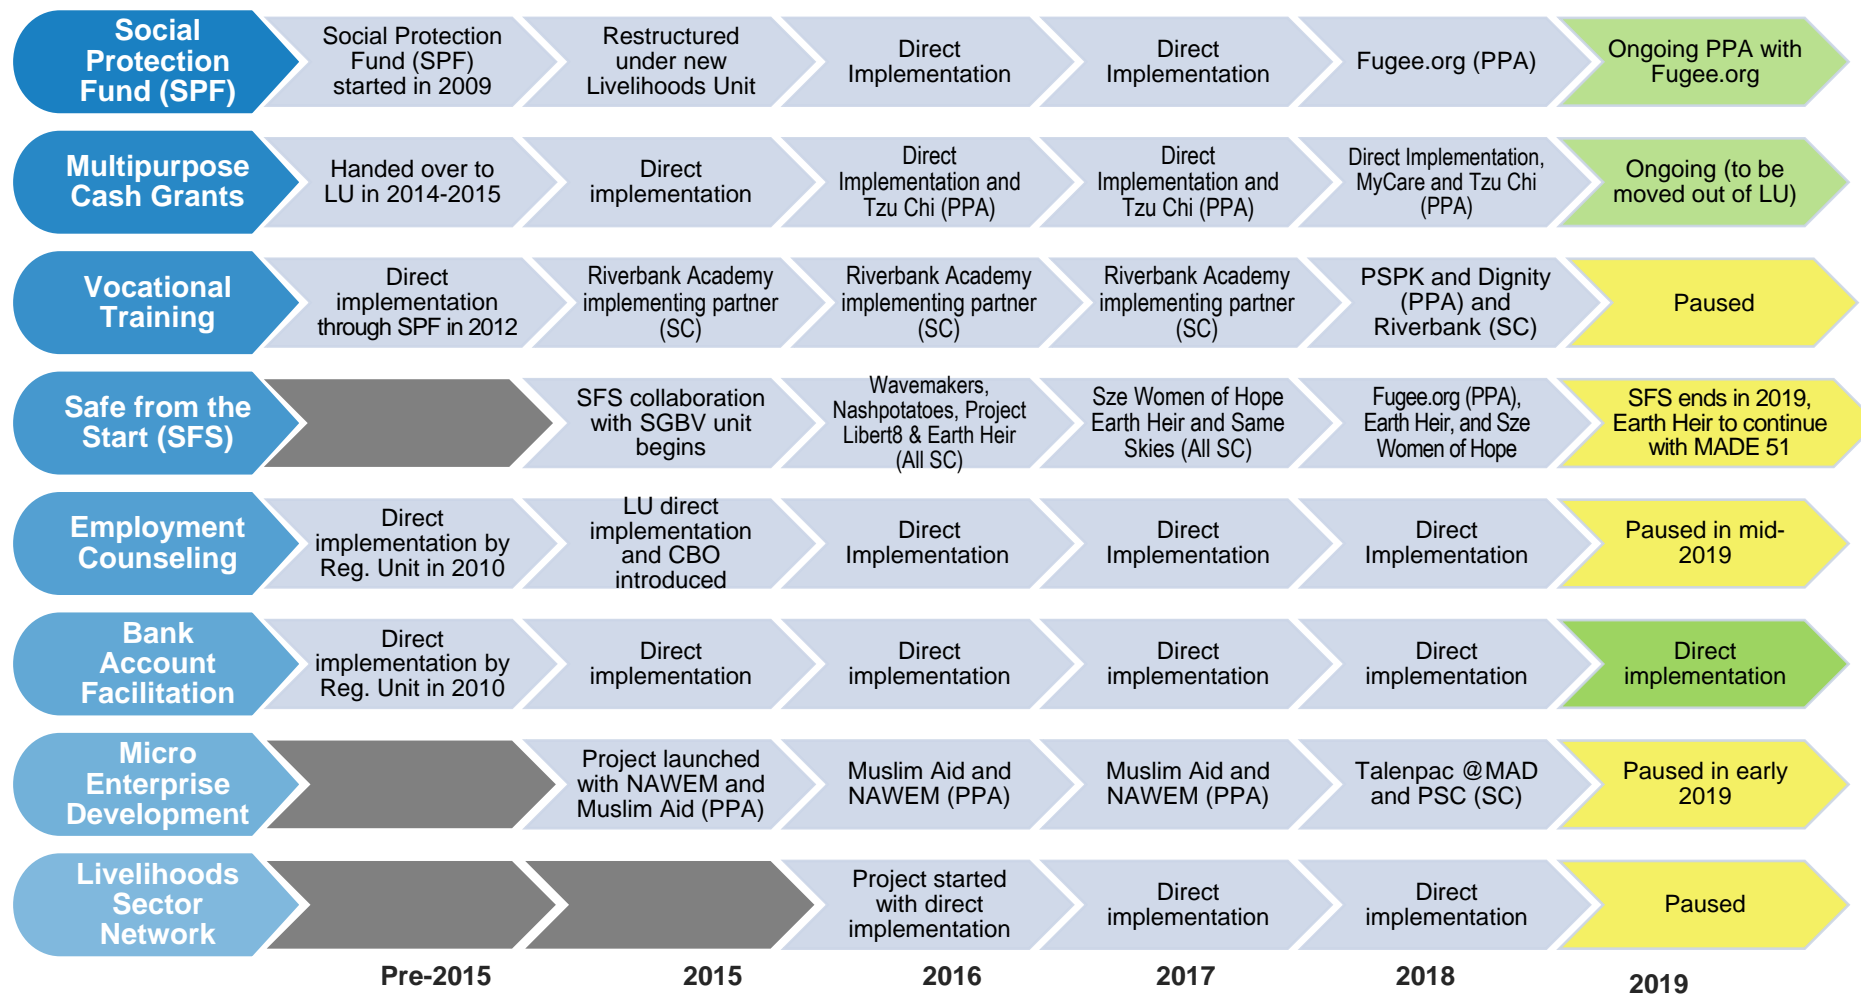 Social
Protection
Fund (SPF)
Social Protection
Fund (SPF)
started in 2009
Restructured
under new
Livelihoods Unit
Direct
Implementation
Direct
Implementation
Fugee.org (PPA)
Ongoing PPA with
Fugee.org
Multipurpose
Cash Grants
Handed over to
LU in 2014-2015
Direct
implementation
Direct
Implementation and
Tzu Chi (PPA)
Direct
Implementation and
Tzu Chi (PPA)
Direct Implementation,
MyCare and Tzu Chi
(PPA)
Ongoing (to be
moved out of LU)
Vocational
Training
Direct
implementation
through SPF in 2012
Riverbank Academy
implementing partner
(SC)
Riverbank Academy
implementing partner
(SC)
Riverbank Academy
implementing partner
(SC)
PSPK and Dignity
(PPA) and
Riverbank (SC)
Paused
Safe from the
Start (SFS)
SFS collaboration
with SGBV unit
begins
Wavemakers,
Nashpotatoes, Project
Libert8 & Earth Heir
(All SC)
Sze Women of Hope
Earth Heir and Same
Skies (All SC)
Fugee.org (PPA),
Earth Heir, and Sze
Women of Hope
SFS ends in 2019,
Earth Heir to continue
with MADE 51
Employment
Counseling
Direct
implementation by
Reg. Unit in 2010
LU direct
implementation
and CBO
introduced
Direct
Implementation
Direct
Implementation
Direct
Implementation
Paused in mid-
2019
Bank
Account
Facilitation
Direct
implementation by
Reg. Unit in 2010
Direct
implementation
Direct
implementation
Direct
implementation
Direct
implementation
Direct
implementation
Micro
Enterprise
Development
Project launched
with NAWEM and
Muslim Aid (PPA)
Muslim Aid and
NAWEM (PPA)
Muslim Aid and
NAWEM (PPA)
Talenpac @MAD
and PSC (SC)
Paused in early
2019
Livelihoods
Sector
Network
Project started
with direct
implementation
Direct
implementation
Direct
implementation
Paused
Pre-2015
2015
2016
2017
2018
2019